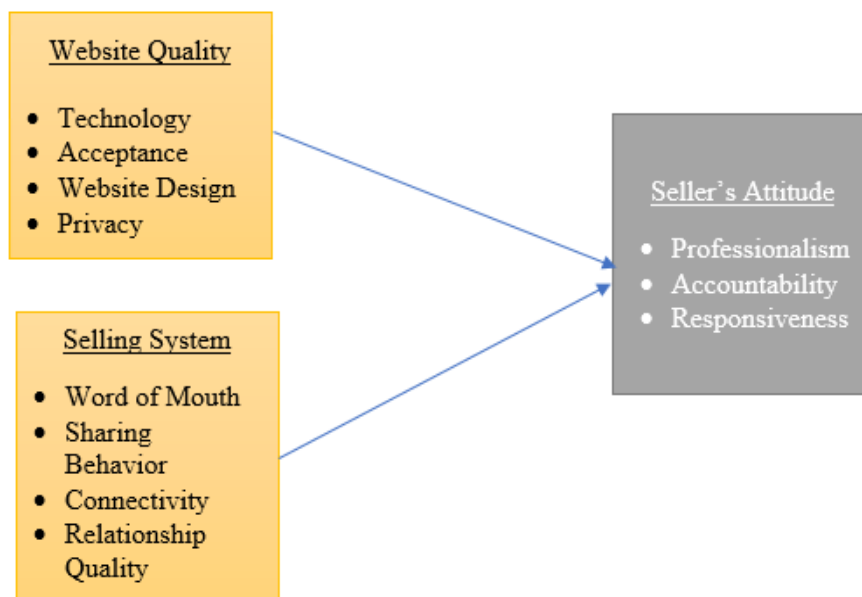 Website Quality
• Technology
• Acceptance
• Website Design
• Privacy
Selling System
• Word of Mouth
• Sharing
Behavior
• Connectivity
• Relationship
Quality
Seller’s Attitude
• Professionalism
• Accountability
• Responsiveness